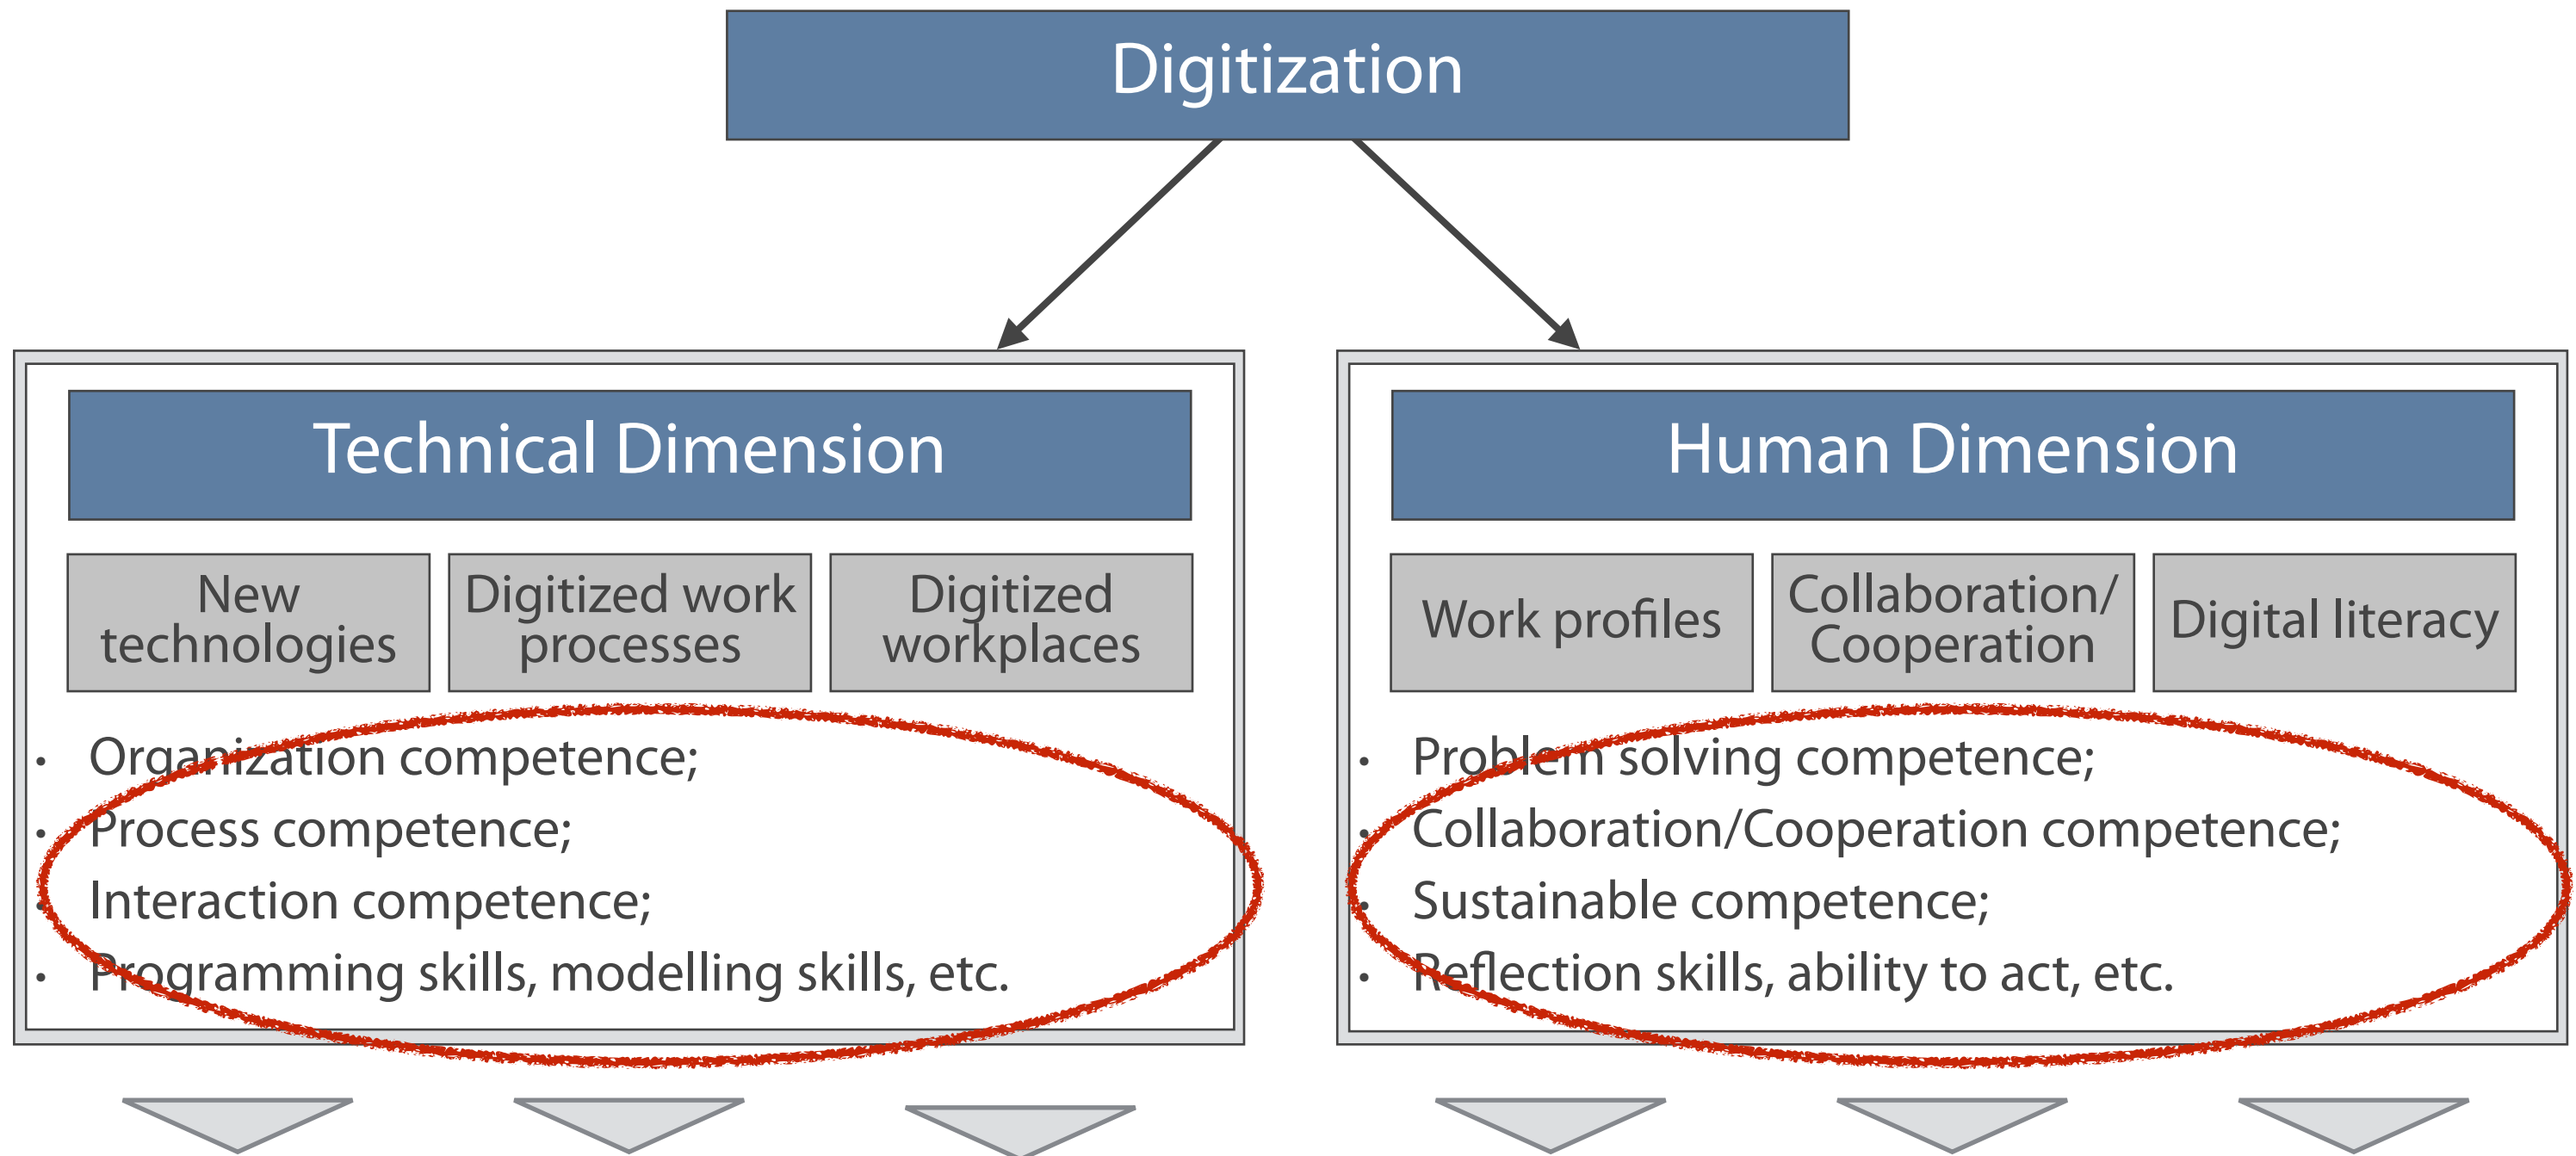 Digitization
Technical Dimension
New
technologies
Digitized work
processes
Digitized
workplaces
• Organization competence;
• Process competence;
• Interaction competence;
• Programming skills, modelling skills, etc.
Human Dimension
Work profiles
Collaboration/
Cooperation
Digital literacy
• Problem solving competence;
• Collaboration/Cooperation competence;
• Sustainable competence;
• Reflection skills, ability to act, etc.